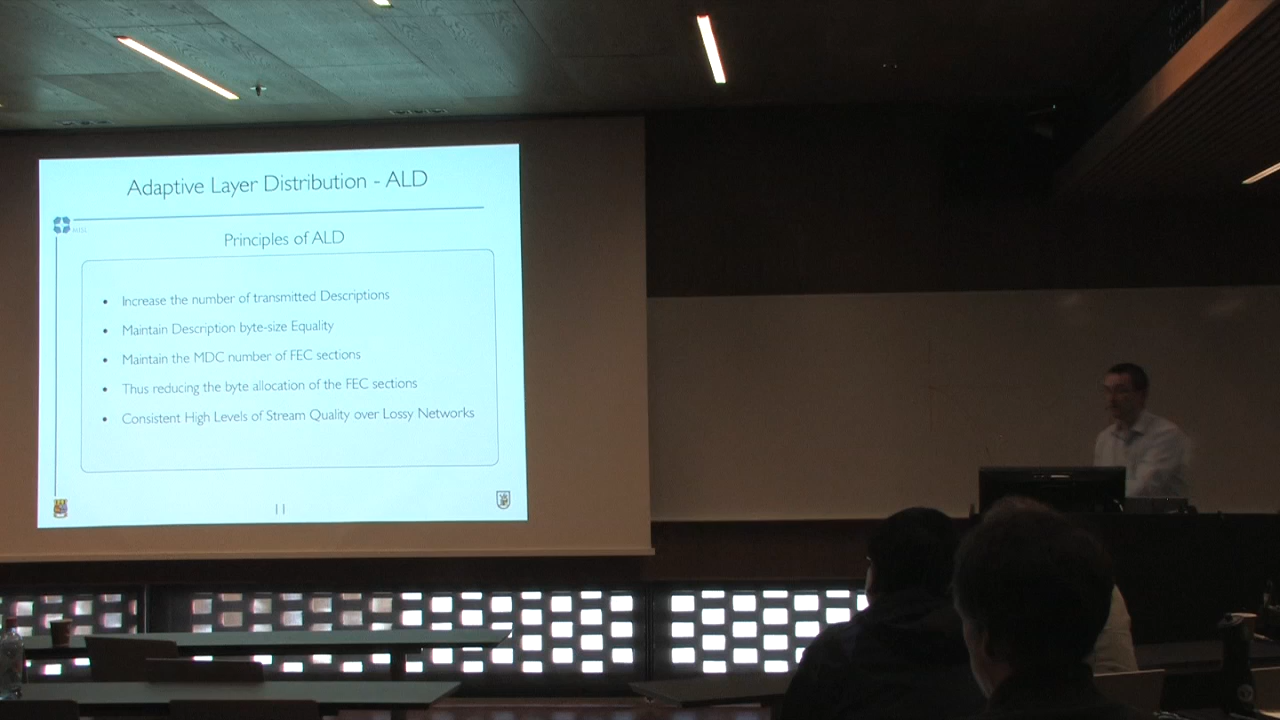 Adaptive Layer Distribution - ALD
Principles of ALD
• Increase the number of transmitted Descriptions
• Maintain Description byte-size Equality
• Maintain the MDC number of FEC sections
• Thus reducing the byte allocation of the FEC sections
• Consistent High Levels of Stream Quality over Lossy Networks
11